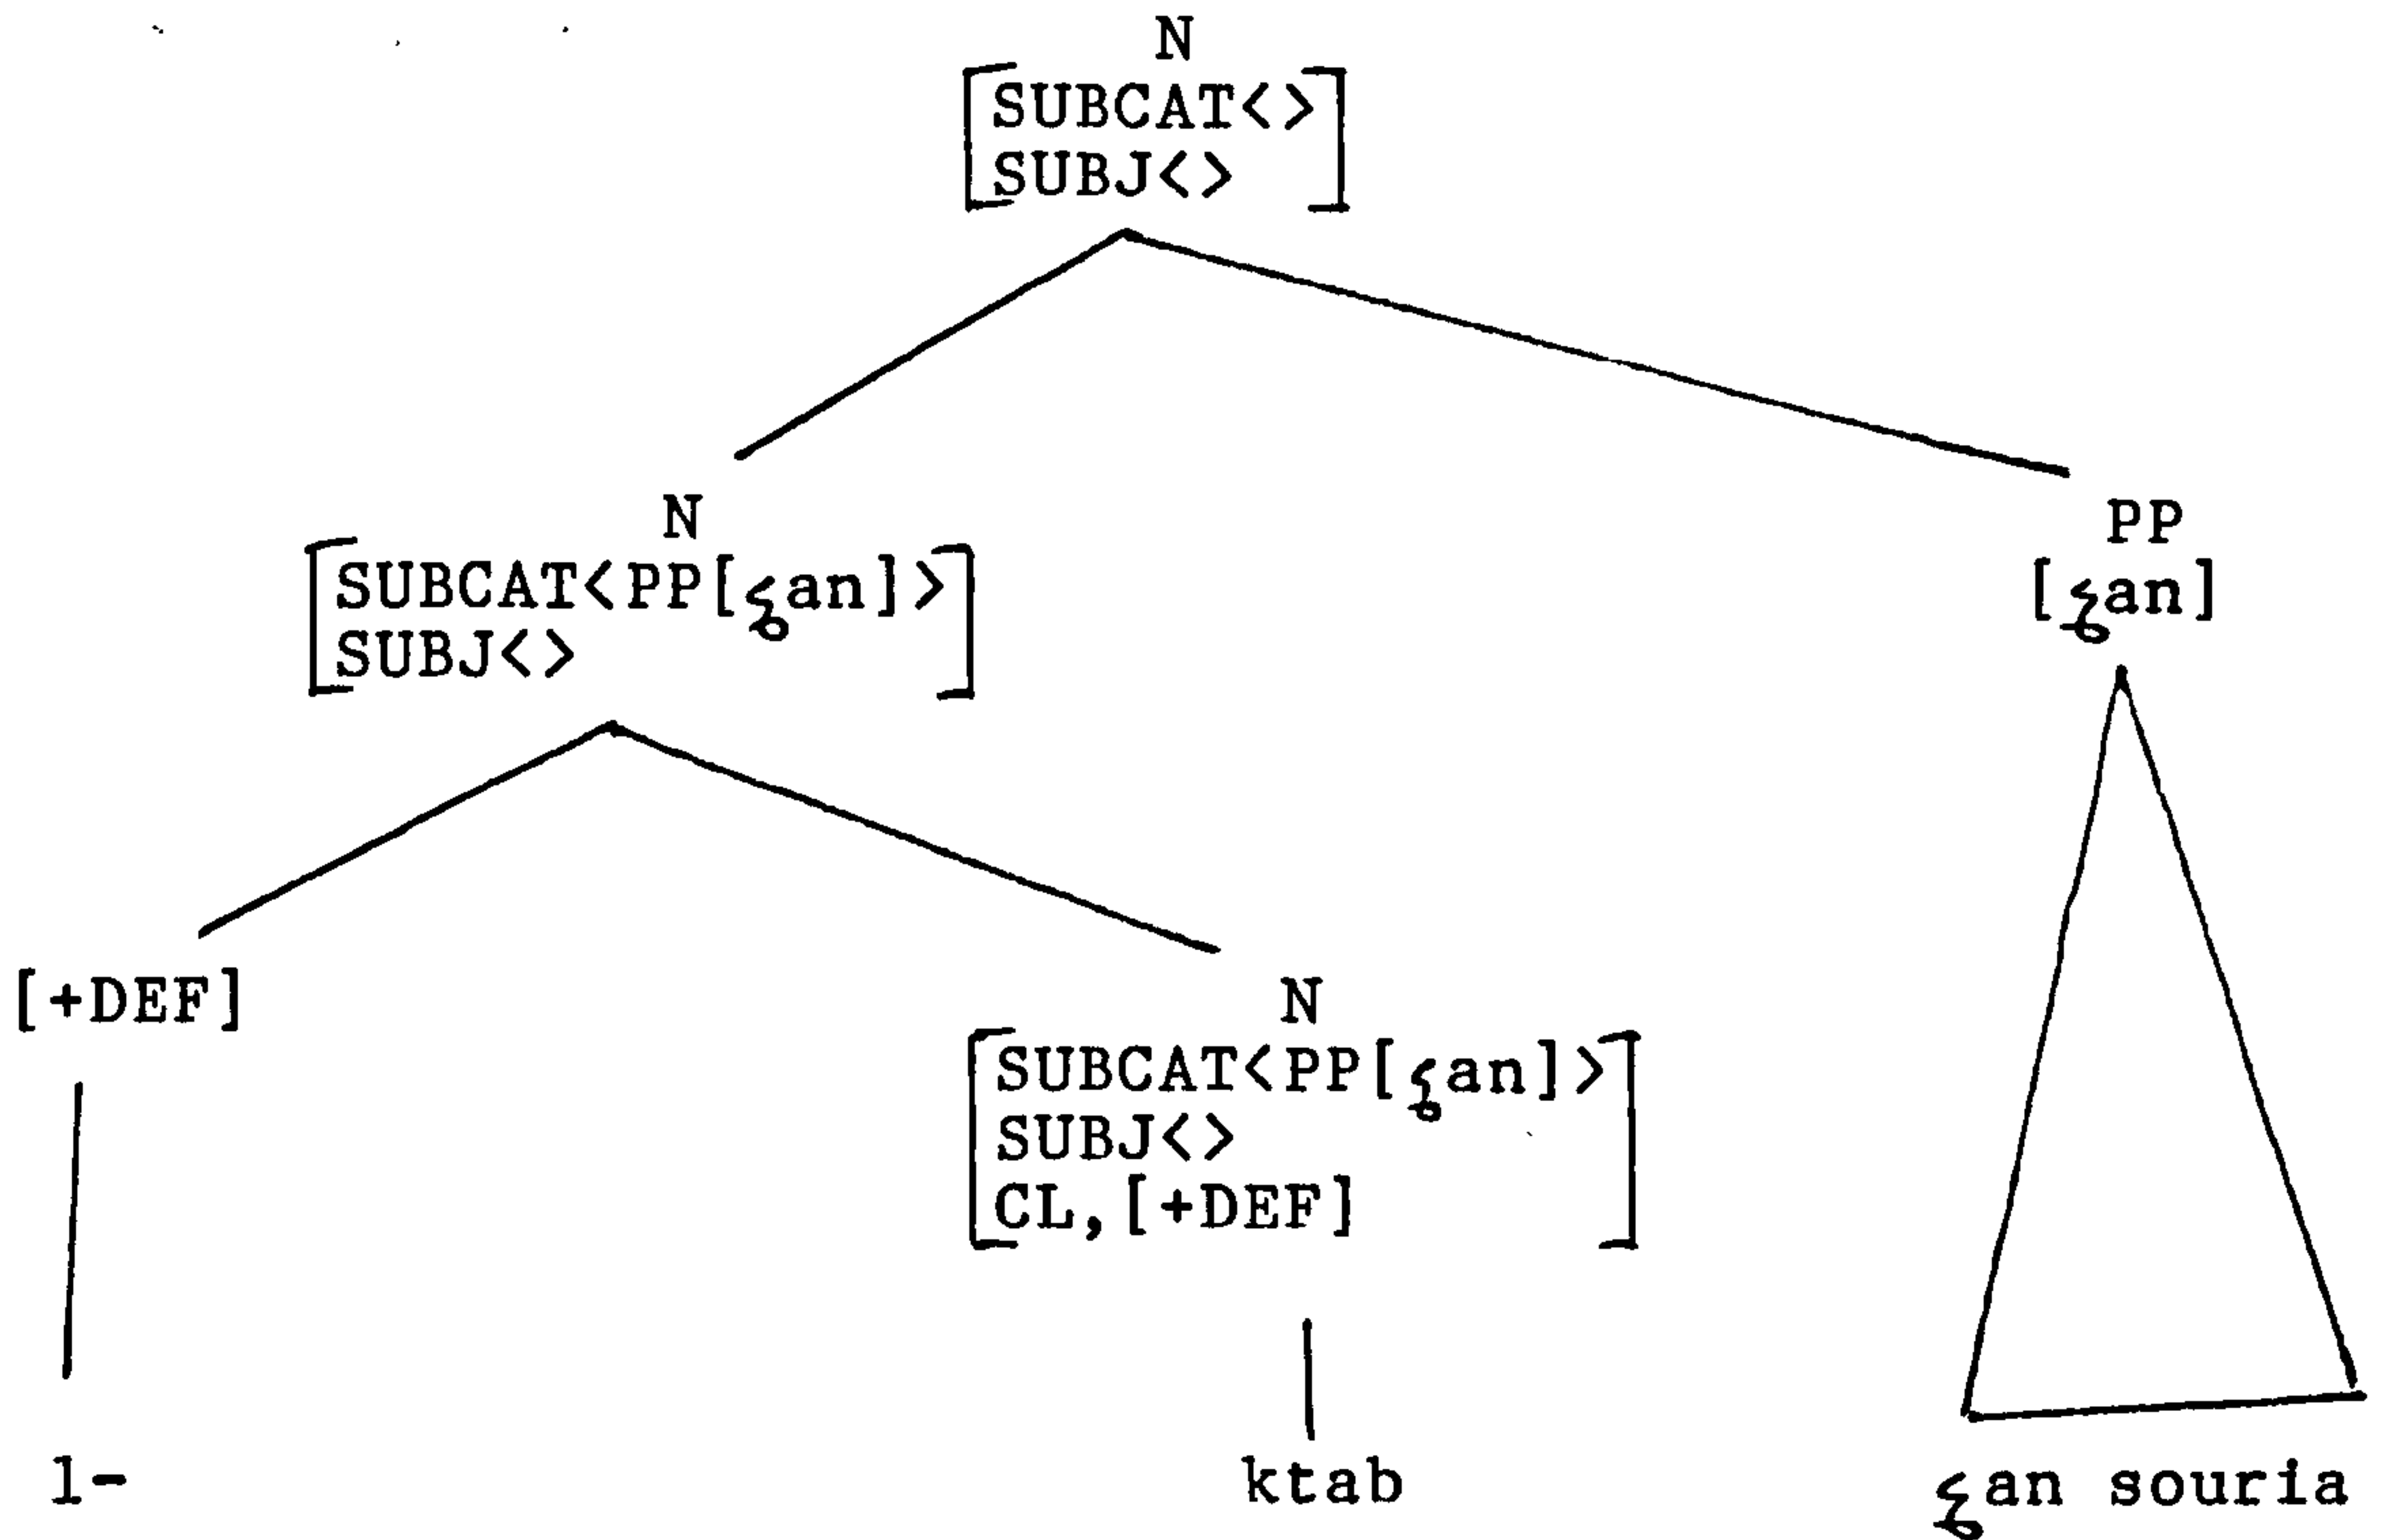 N
[SUBCAT<>
SUBJ<>]
N
[SUBCAT<PP[ʕan]>
SUBJ<>]
PP
[ʕan]
[+DEF]
N
[SUBCAT<PP[ʕan]>
SUBJ<>
CL,[+DEF]]
l-
ktab
ʕan souria